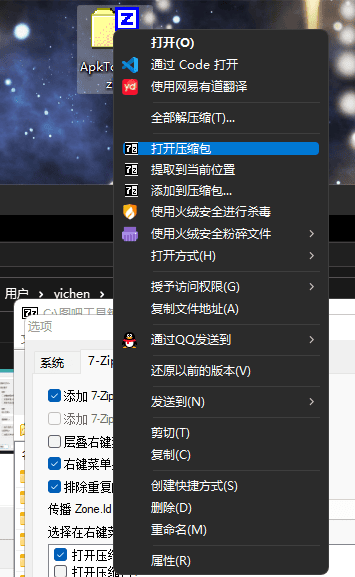 Z
ApkTo
z
打开(O)
通过 Code 打开
yd
使用网易有道翻译
全部解压缩(T)...
7z
打开压缩包
7z
提取到当前位置
7z
添加到压缩包...
使用火绒安全进行杀毒
使用火绒安全粉碎文件
打开方式(H)
授予访问权限(G)
复制文件地址(A)
通过QQ发送到
还原以前的版本(V)
发送到(N)
剪切(T)
复制(C)
创建快捷方式(S)
删除(D)
重命名(M)
属性(R)
用户 › yichen ›
7z C:\图吧工具箱
选项
系统 7-Zip
添加 7-Zip
添加 7-Zip
层叠右键
右键菜单
排除重复的
传播 Zone.Id
选择在右键
打开压缩
打开压缩